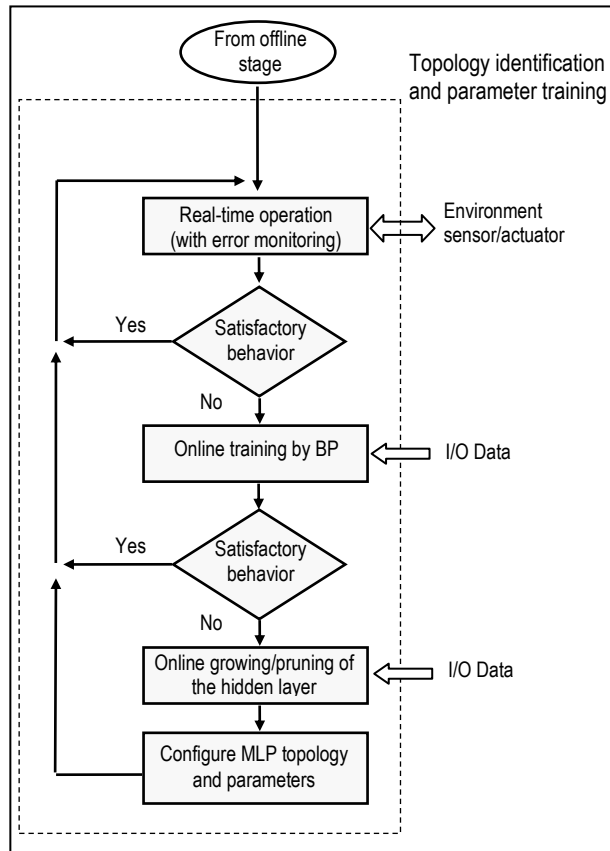 From offline
stage
Topology identification
and parameter training
Real-time operation
(with error monitoring)
Environment
sensor/actuator
Yes
Satisfactory
behavior
No
Online training by BP
I/O Data
Yes
Satisfactory
behavior
No
Online growing/pruning of
the hidden layer
I/O Data
Configure MLP topology
and parameters